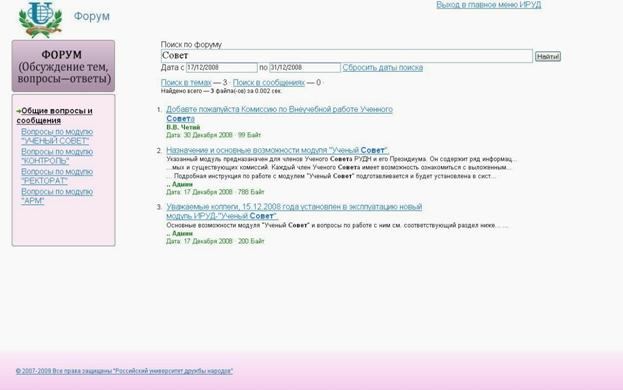 Выход в главное меню ИРУД
Форум
ФОРУМ
(Обсуждение тем,
вопросы—ответы)
Общие вопросы и
сообщения
Вопросы по модулю
"УЧЕНЫЙ СОВЕТ"
Вопросы по модулю
"КОНТРОЛЬ"
Вопросы по модулю
"РЕКТОРАТ"
Вопросы по модулю
"АРМ"
Поиск по форуму
Совет
Найти!
Дата с 17/12/2008 по 31/12/2008 Сбросить даты поиска
Поиск в темах — 3 · Поиск в сообщениях — 0 ·
Найдено всего — 3 файла(-ов) за 0.002 сек.
1. Добавте пожалуйста Комиссию по Внеучебной работе Ученого
Совета
В.В. Четий
Дата: 30 Декабря 2008 · 99 Байт
2. Назначение и основные возможности модуля "Ученый Совет".
Указанный модуль предназначен для членов Ученого Совета РУДН и его Президиума. Он содержит ряд информац...
...мых и существующих комиссий. Каждый член Ученого Совета имеет возможность ознакомиться с выложенным...
... Подробная инструкция по работе с модулем "Ученый Совет" подготавливается и будет установлена в сист...
.. Админ
Дата: 17 Декабря 2008 · 788 Байт
3. Уважаемые коллеги, 15.12.2008 года установлен в эксплуатацию новый
модуль ИРУД-"Ученый Совет".
Основные возможности модуля "Ученый Совет" и вопросы по работе с ним см. соответствующий раздел ниже... ...
.. Админ
Дата: 17 Декабря 2008 · 200 Байт
© 2007-2009 Все права защищены "Российский университет дружбы народов"